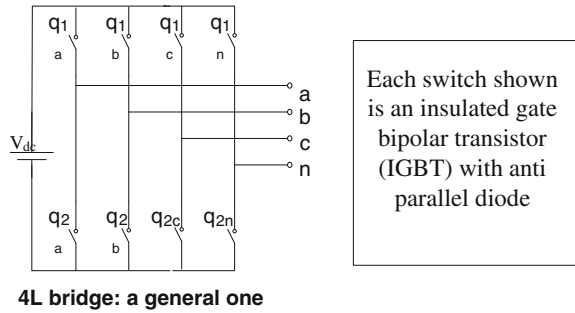 q1 q1 q1 q1
a b c n
a
b
c
n
Vdc
q2 q2 q2c q2n
a b
4L bridge: a general one
Each switch shown
is an insulated gate
bipolar transistor
(IGBT) with anti
parallel diode